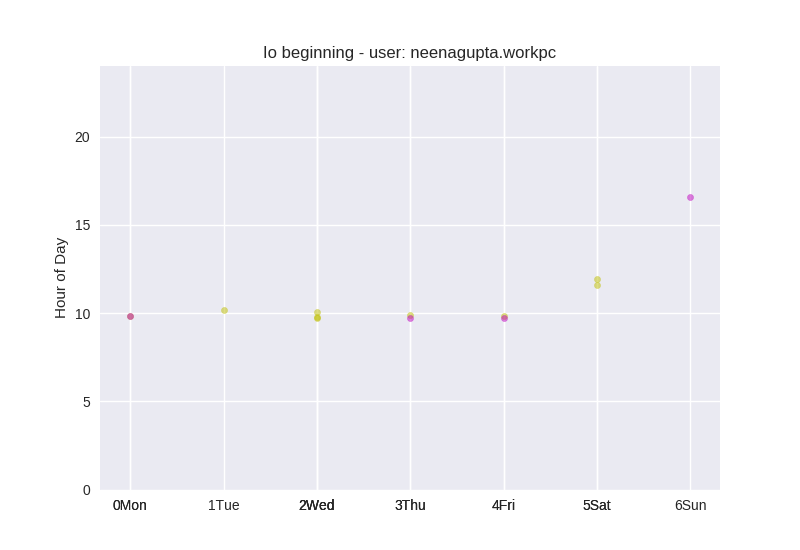 Io beginning - user: neenagupta.workpc
20
15
10
5
0
Hour of Day
0Mon 1Tue 2Wed 3Thu 4Fri 5Sat 6Sun